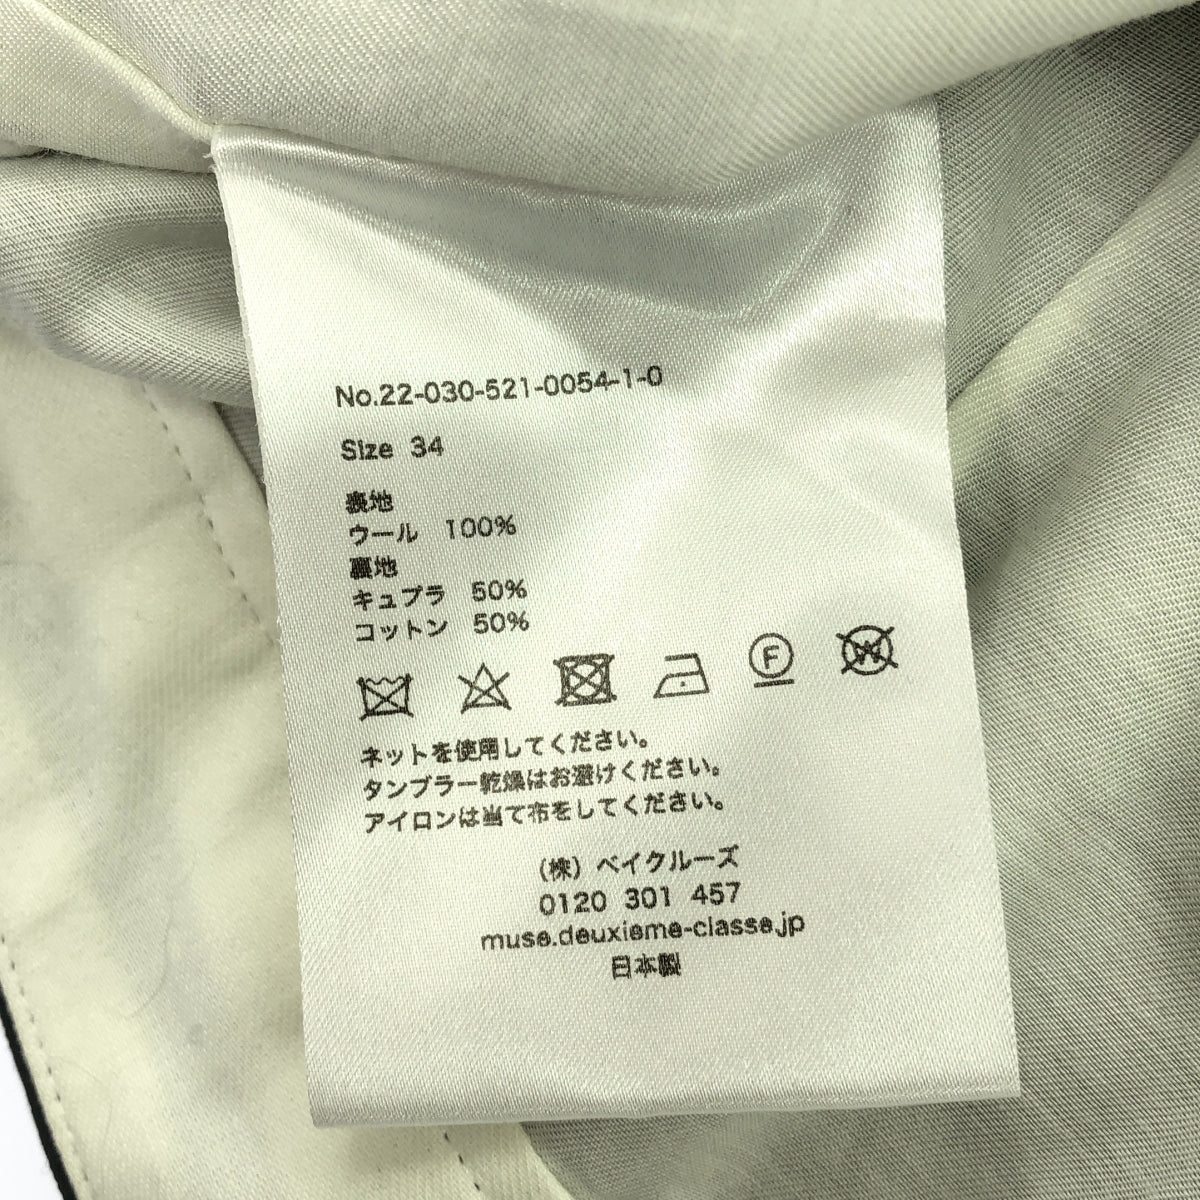 No.22-030-521-0054-1-0
Size 34
表地
ウール 100%
裏地
キュプラ 50%
コットン 50%
F W
ネットを使用してください。
タンブラー乾燥はお避けください。
アイロンは当て布をしてください。
(株) ベイクルーズ
0120 301 457
muse.deuxieme-classe.jp
日本製